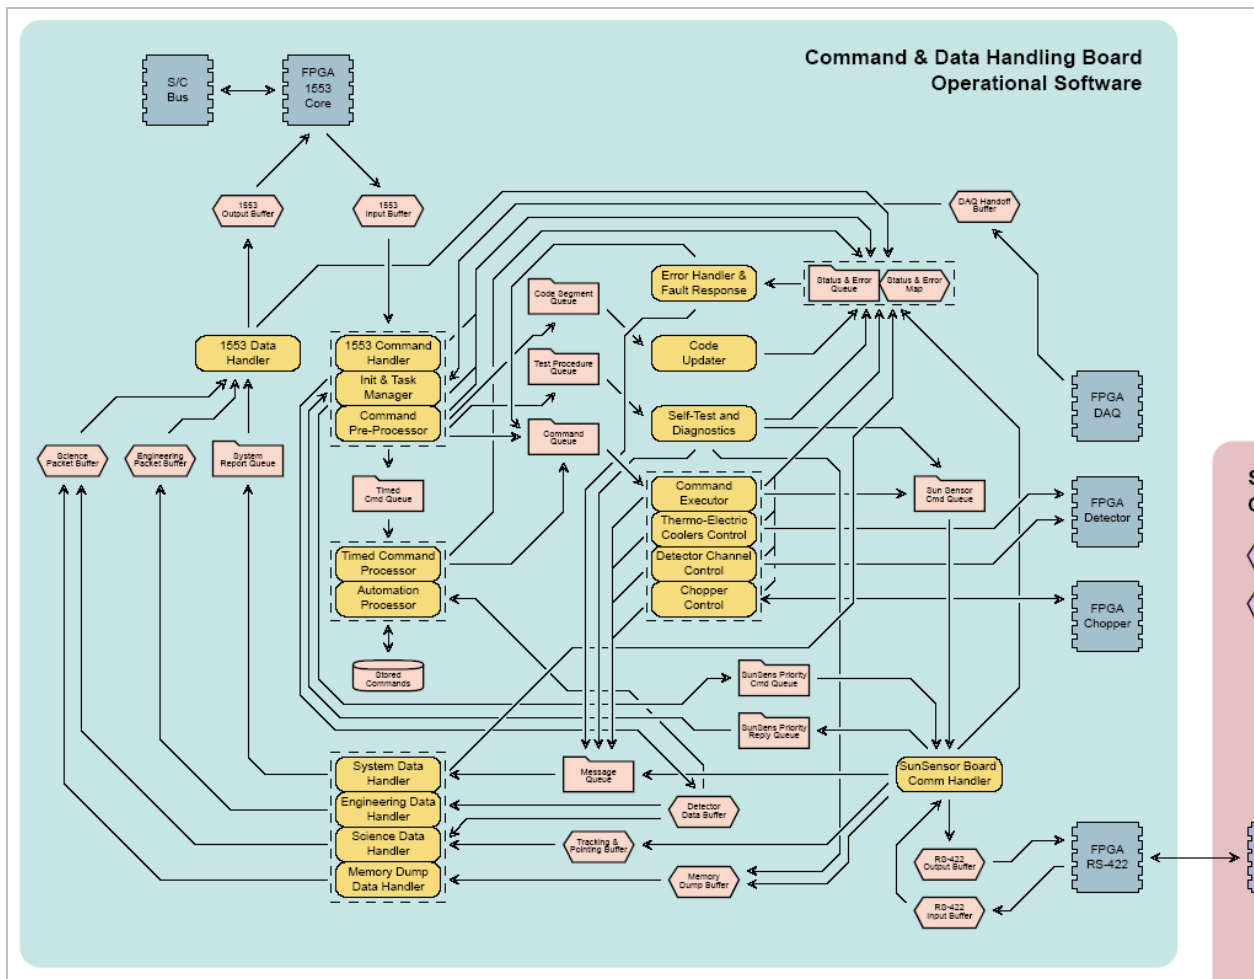 Command & Data Handling Board
Operational Software
S/C
Bus
FPGA
1553
Core
1553
Output Buffer
1553
Input Buffer
DAQ Handoff
Buffer
Error Handler &
Fault Response
Status & Error
Queue
Status & Error
Map
Code Segment
Queue
1553 Data
Handler
1553 Command
Handler
Init & Task
Manager
Command
Pre-Processor
Code
Updater
Test Procedure
Queue
FPGA
DAQ
Self-Test and
Diagnostics
Command
Queue
Science
Packet Buffer
Engineering
Packet Buffer
System
Report Queue
Timed
Cmd Queue
Command
Executor
Thermo-Electric
Coolers Control
Detector Channel
Control
Chopper
Control
Sun Sensor
Cmd Queue
FPGA
Detector
S
Timed Command
Processor
Automation
Processor
FPGA
Chopper
Stored
Commands
SunSens Priority
Cmd Queue
SunSens Priority
Reply Queue
System Data
Handler
Engineering Data
Handler
Science Data
Handler
Memory Dump
Data Handler
Message
Queue
SunSensor Board
Comm Handler
Detector
Data Buffer
Tracking &
Pointing Buffer
Memory
Dump Buffer
RS-422
Output Buffer
RS-422
Input Buffer
FPGA
RS-422